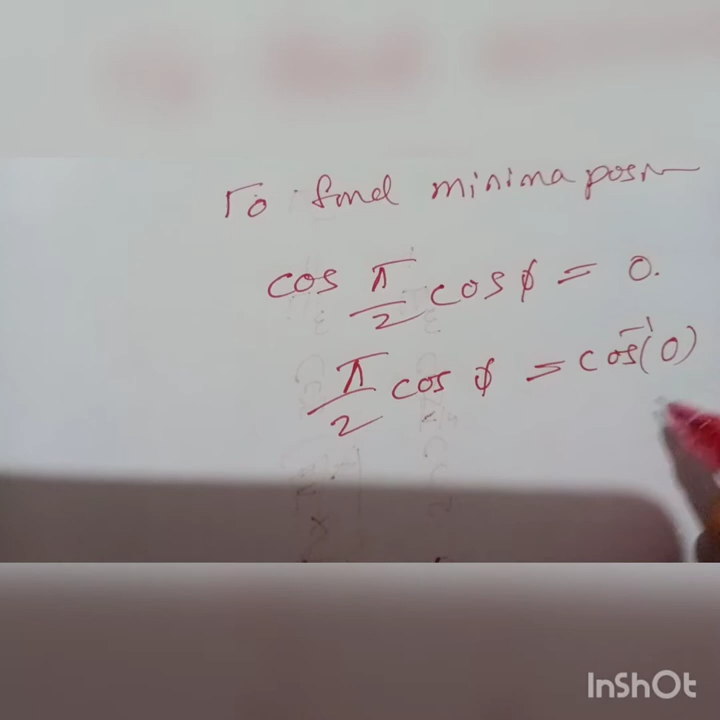 To find minima posn
cos π/2 cos φ = 0.
π/2 cos φ = cos⁻¹(0)
InShOt